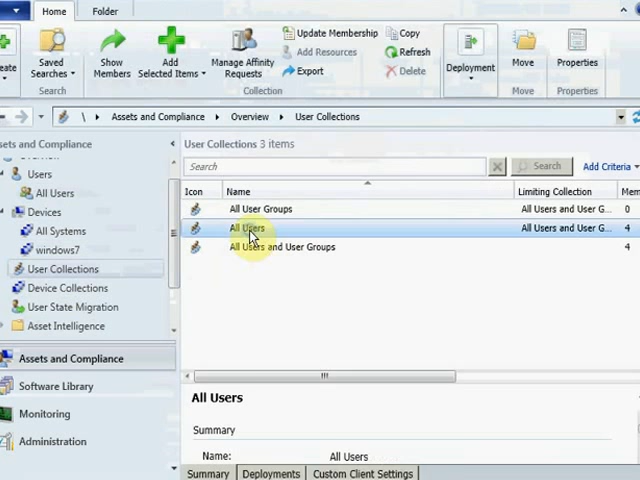 Home Folder
eate
Saved
Searches
Search
Show
Members
Add
Selected Items
Manage Affinity
Requests
Update Membership
Add Resources
Export
Copy
Refresh
Delete
Collection
Deployment
Move
Move
Properties
Properties
\ Assets and Compliance Overview User Collections
ssets and Compliance
Overview
Users
All Users
Devices
All Systems
windows7
User Collections
Device Collections
User State Migration
Asset Intelligence
Assets and Compliance
Software Library
Monitoring
Administration
User Collections 3 items
Search Search Add Criteria
Icon Name Limiting Collection Mem
All User Groups All Users and User G... 0
All Users All Users and User G... 4
All Users and User Groups 4
All Users
Summary
Name: All Users
Summary Deployments Custom Client Settings